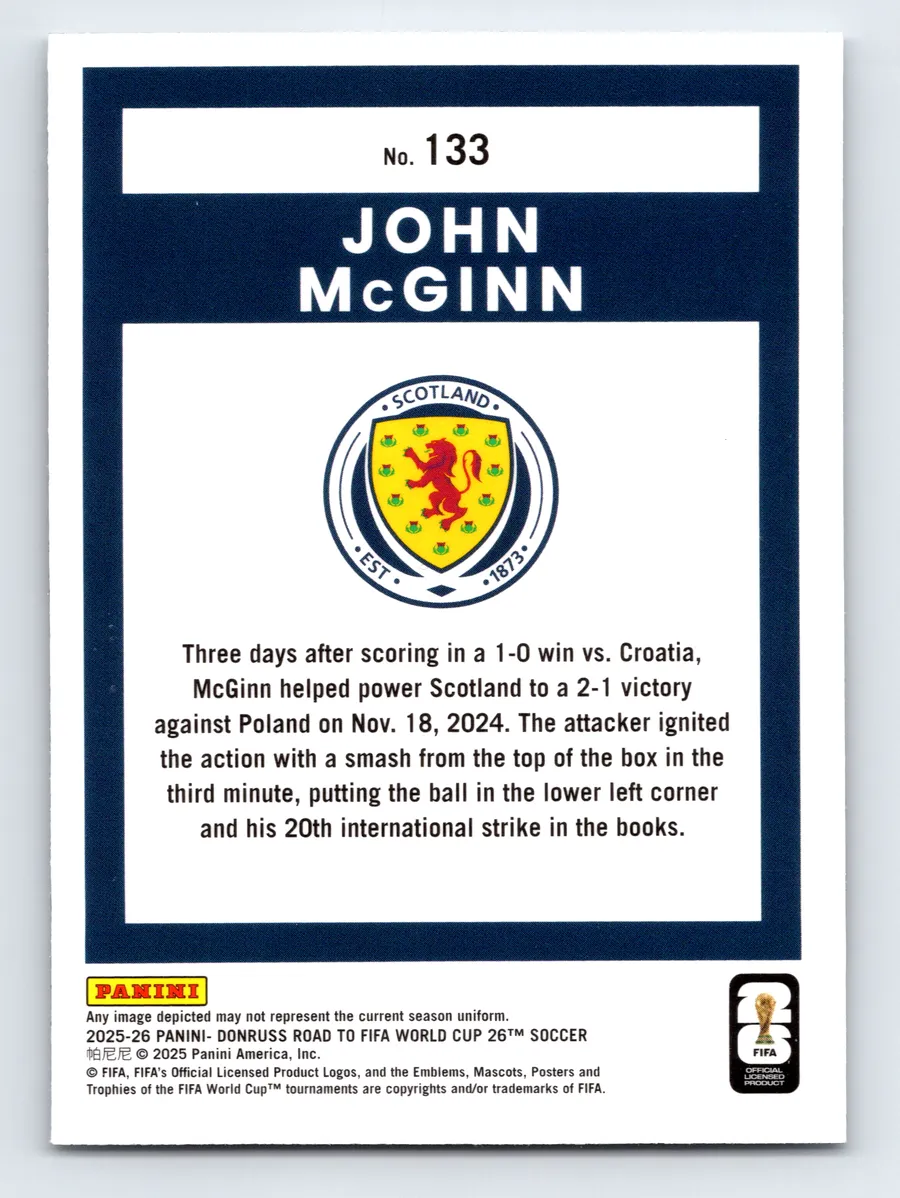 No. 133
JOHN
McGINN
• SCOTLAND •
• EST •
• 1873 •
Three days after scoring in a 1-0 win vs. Croatia,
McGinn helped power Scotland to a 2-1 victory
against Poland on Nov. 18, 2024. The attacker ignited
the action with a smash from the top of the box in the
third minute, putting the ball in the lower left corner
and his 20th international strike in the books.
PANINI
Any image depicted may not represent the current season uniform.
2025-26 PANINI- DONRUSS ROAD TO FIFA WORLD CUP 26™ SOCCER
帕尼尼 © 2025 Panini America, Inc.
© FIFA, FIFA's Official Licensed Product Logos, and the Emblems, Mascots, Posters and
Trophies of the FIFA World Cup™ tournaments are copyrights and/or trademarks of FIFA.
26
FIFA
OFFICIAL
LICENSED
PRODUCT